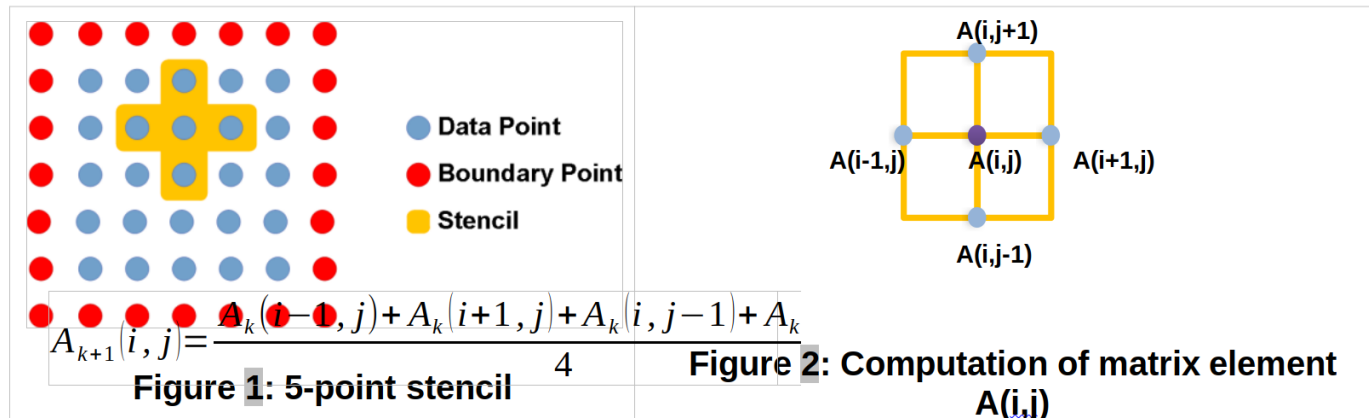 Data Point
Boundary Point
Stencil
A_{k+1}(i, j) = \frac{A_k(i-1, j) + A_k(i+1, j) + A_k(i, j-1) + A_k}{4}
Figure 1: 5-point stencil
A(i,j+1)
A(i-1,j)
A(i,j)
A(i+1,j)
A(i,j-1)
Figure 2: Computation of matrix element
A(i,j)